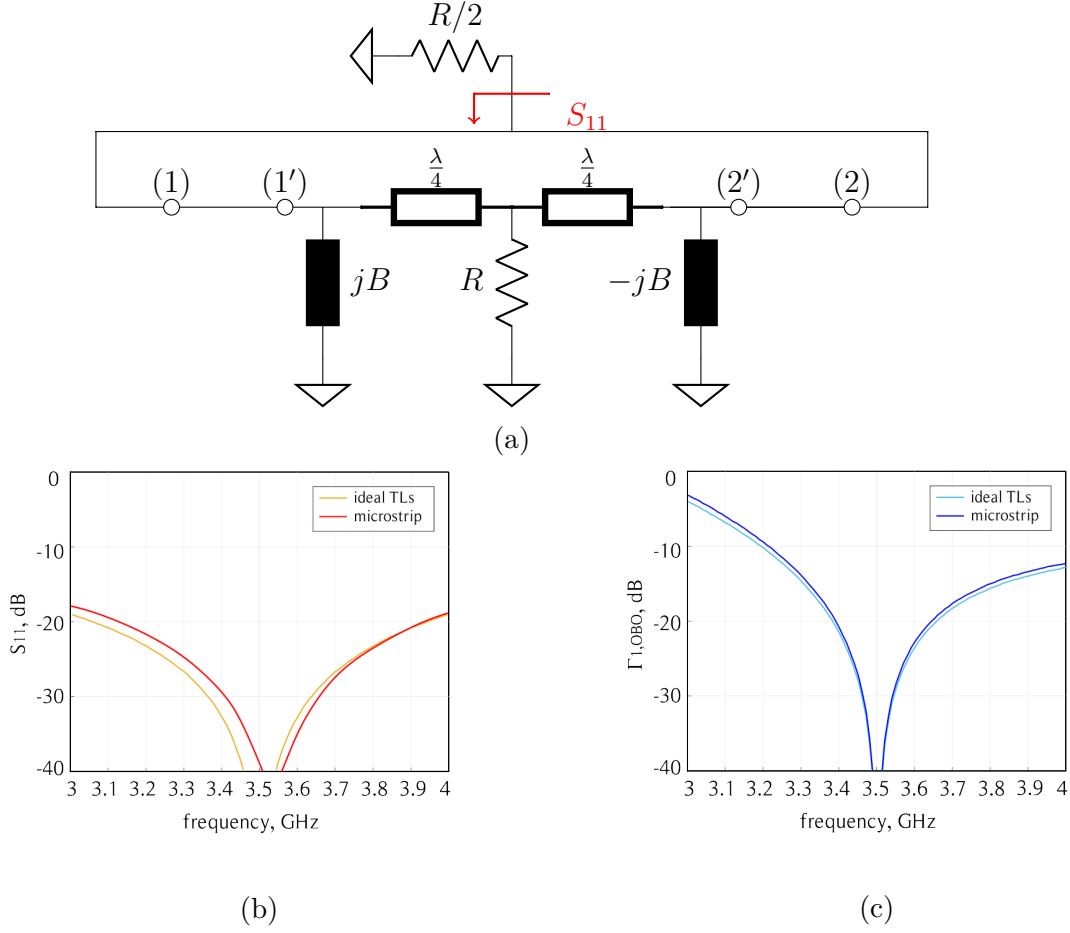 R/2
S₁₁
λ/4 λ/4
(1) (1′) (2′) (2)
jB R −jB
(a)
0
-10
-20
-30
-40
S₁₁, dB
ideal TLs
microstrip
3 3.1 3.2 3.3 3.4 3.5 3.6 3.7 3.8 3.9 4
frequency, GHz
(b)
0
-10
-20
-30
-40
Γ₁,OBO, dB
ideal TLs
microstrip
3 3.1 3.2 3.3 3.4 3.5 3.6 3.7 3.8 3.9 4
frequency, GHz
(c)